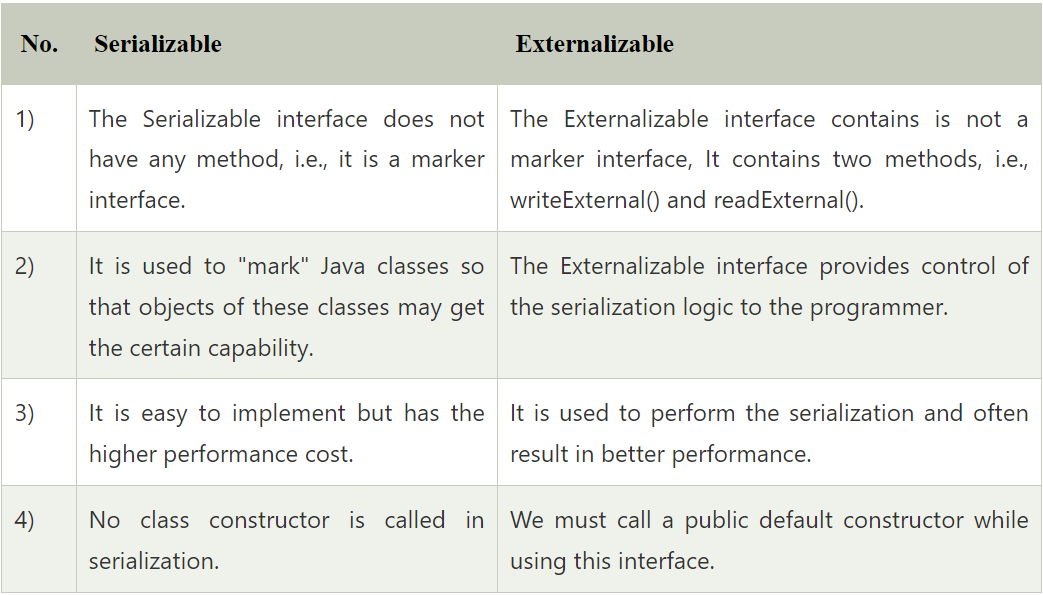 No. Serializable Externalizable
1) The Serializable interface does not
have any method, i.e., it is a marker
interface.
The Externalizable interface contains is not a
marker interface, It contains two methods, i.e.,
writeExternal() and readExternal().
2) It is used to "mark" Java classes so
that objects of these classes may get
the certain capability.
The Externalizable interface provides control of
the serialization logic to the programmer.
3) It is easy to implement but has the
higher performance cost.
It is used to perform the serialization and often
result in better performance.
4) No class constructor is called in
serialization.
We must call a public default constructor while
using this interface.